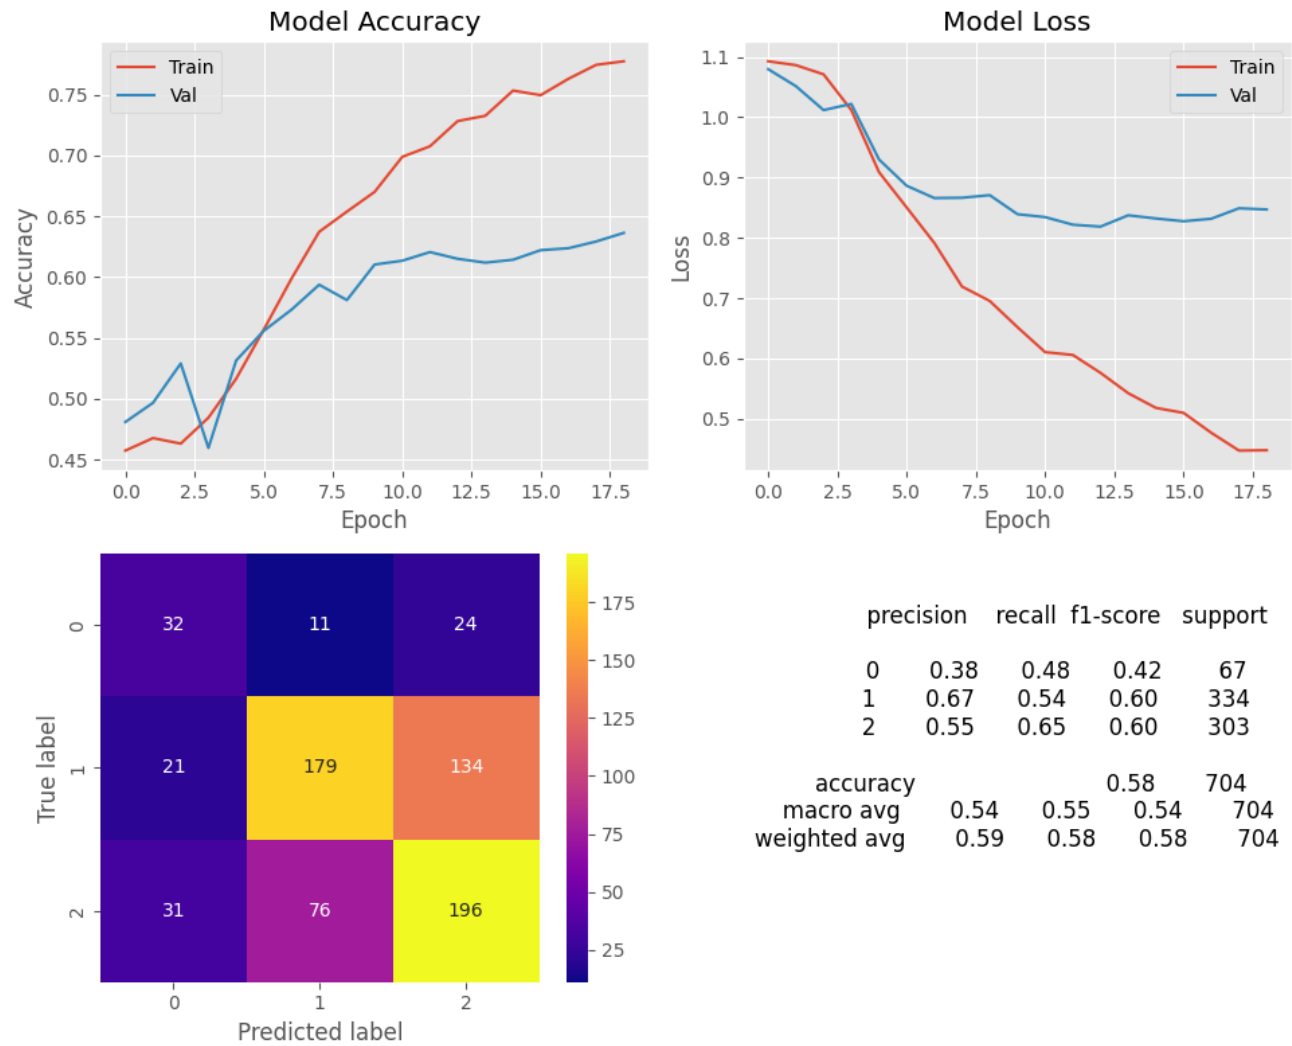 Model Accuracy
Train
Val
0.75
0.70
0.65
0.60
0.55
0.50
0.45
Accuracy
0.0 2.5 5.0 7.5 10.0 12.5 15.0 17.5
Epoch
Model Loss
Train
Val
1.1
1.0
0.9
0.8
0.7
0.6
0.5
Loss
0.0 2.5 5.0 7.5 10.0 12.5 15.0 17.5
Epoch
True label
0 32 11 24
1 21 179 134
2 31 76 196
0 1 2
Predicted label
175
150
125
100
75
50
25
precision recall f1-score support
0 0.38 0.48 0.42 67
1 0.67 0.54 0.60 334
2 0.55 0.65 0.60 303
accuracy 0.58 704
macro avg 0.54 0.55 0.54 704
weighted avg 0.59 0.58 0.58 704